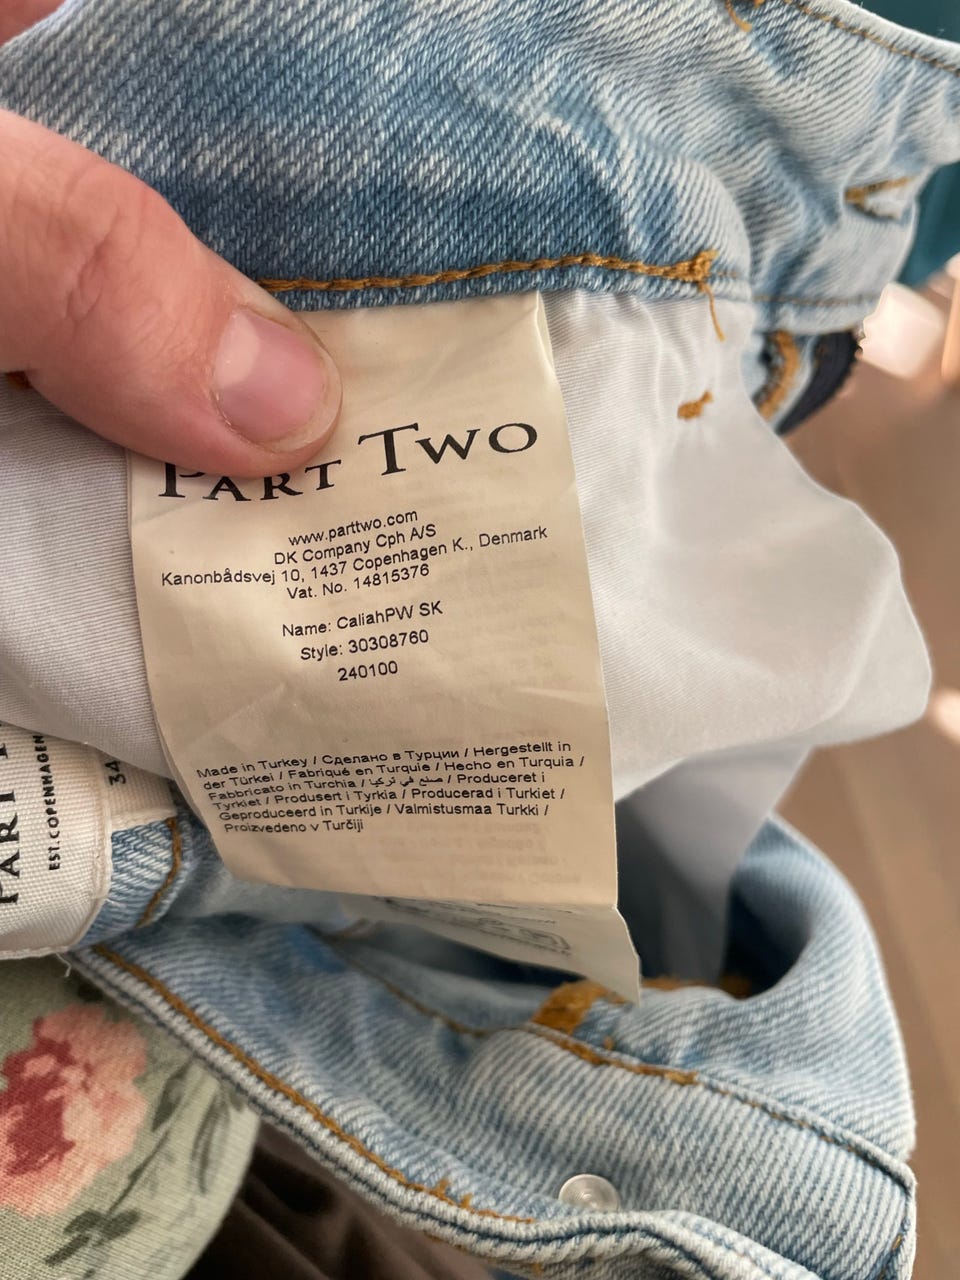 PART TWO
www.parttwo.com
DK Company Cph A/S
Kanonbådsvej 10, 1437 Copenhagen K., Denmark
Vat. No. 14815376
Name: CaliahPW SK
Style: 30308760
240100
Made in Turkey / Сделано в Турции / Hergestellt in
der Türkei / Fabriqué en Turquie / Hecho en Turquia /
Fabbricato in Turchia / صنع في تركيا / Produceret i
Tyrkiet / Produsert i Tyrkia / Producerad i Turkiet /
Geproduceerd in Turkije / Valmistusmaa Turkki /
Proizvedeno v Turčiji
PART
EST. COPENHAGEN
34